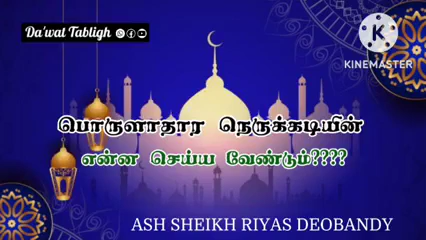 Da'wat Tabligh
KINEMASTER
பொருளாதார நெருக்கடியின்
என்ன செய்ய வேண்டும்????
ASH SHEIKH RIYAS DEOBANDY